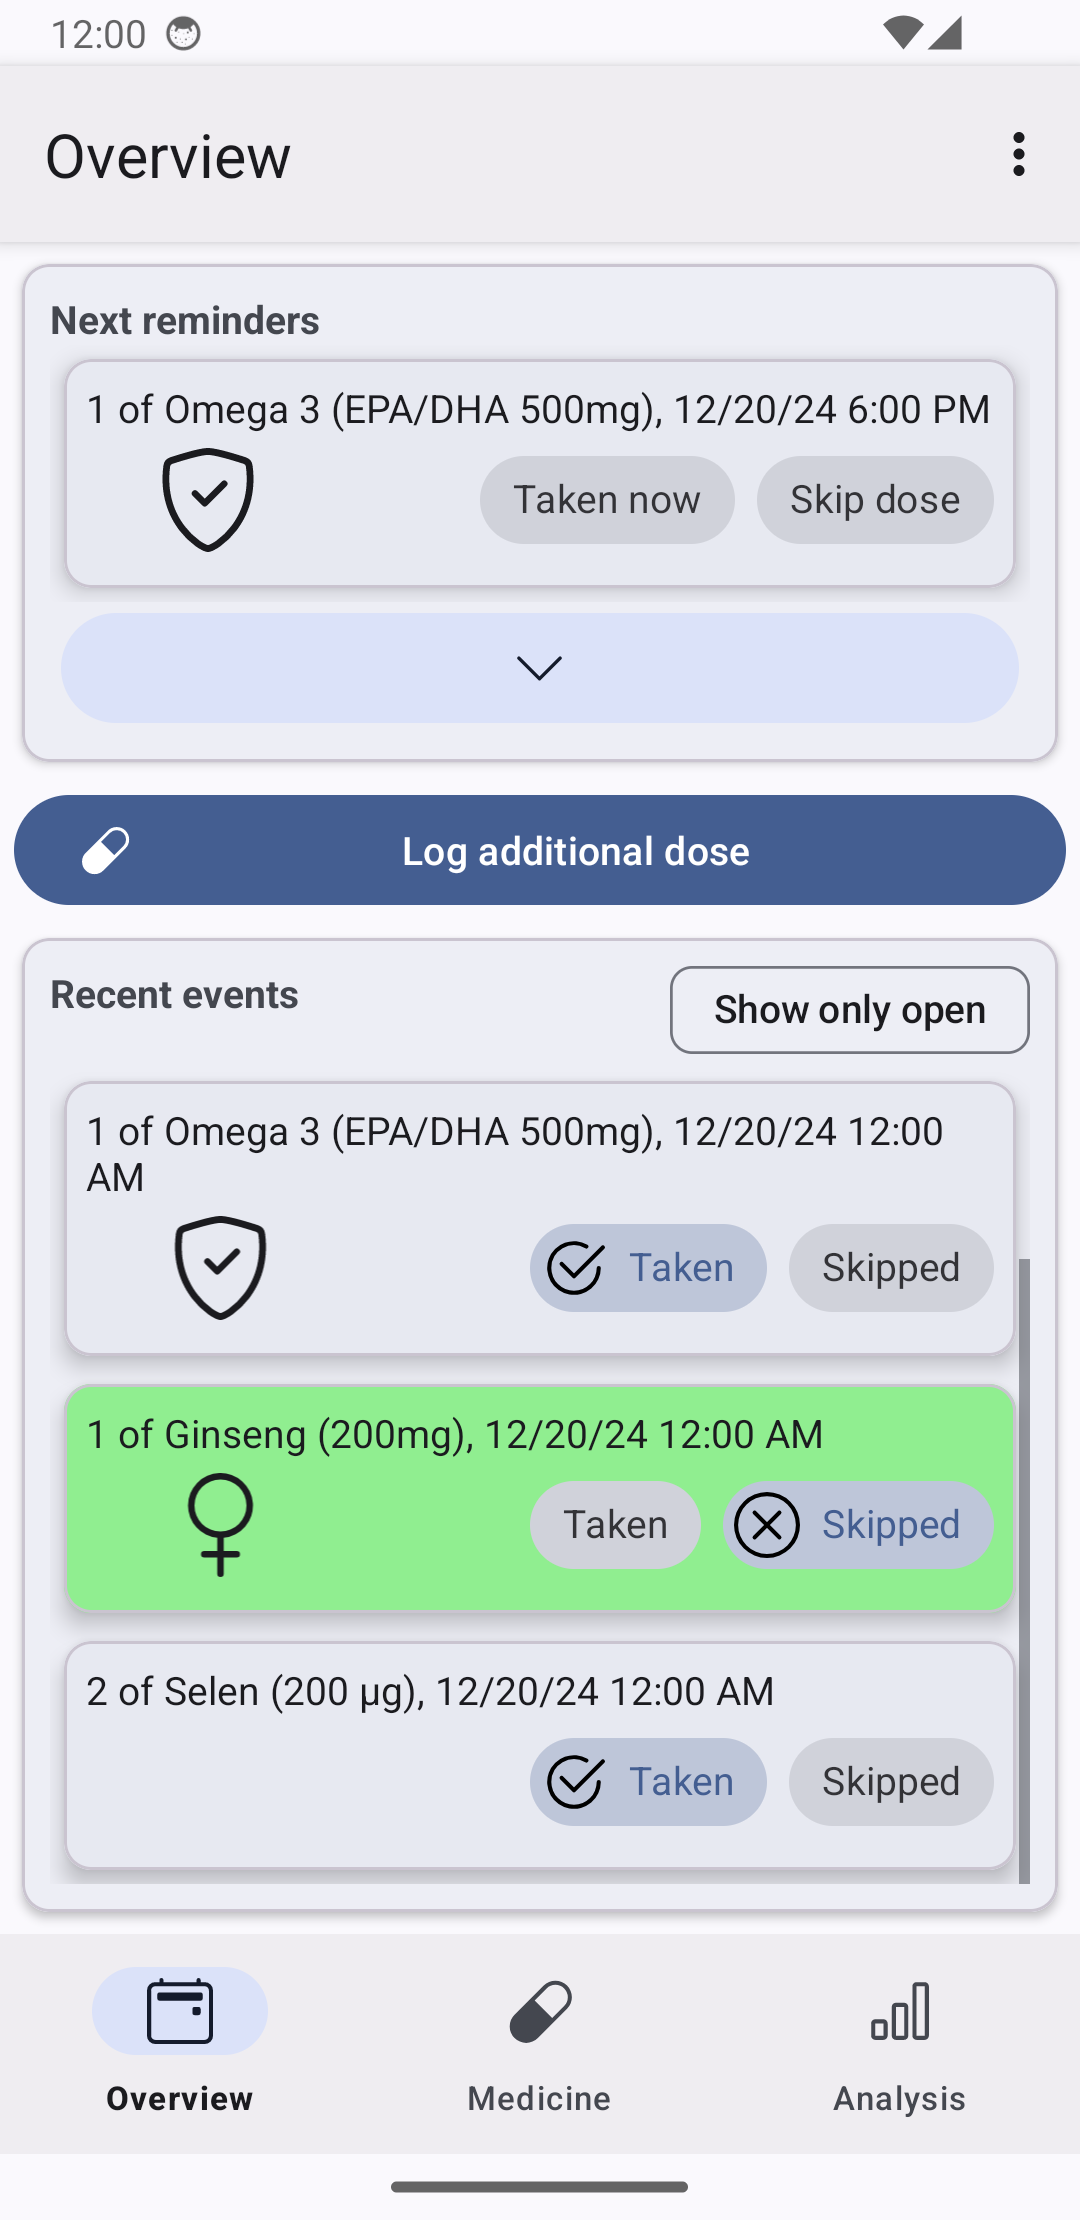 12:00
Overview
Next reminders
1 of Omega 3 (EPA/DHA 500mg), 12/20/24 6:00 PM
Taken now
Skip dose
Log additional dose
Recent events
Show only open
1 of Omega 3 (EPA/DHA 500mg), 12/20/24 12:00
AM
Taken
Skipped
1 of Ginseng (200mg), 12/20/24 12:00 AM
Taken
Skipped
2 of Selen (200 µg), 12/20/24 12:00 AM
Taken
Skipped
Overview
Medicine
Analysis